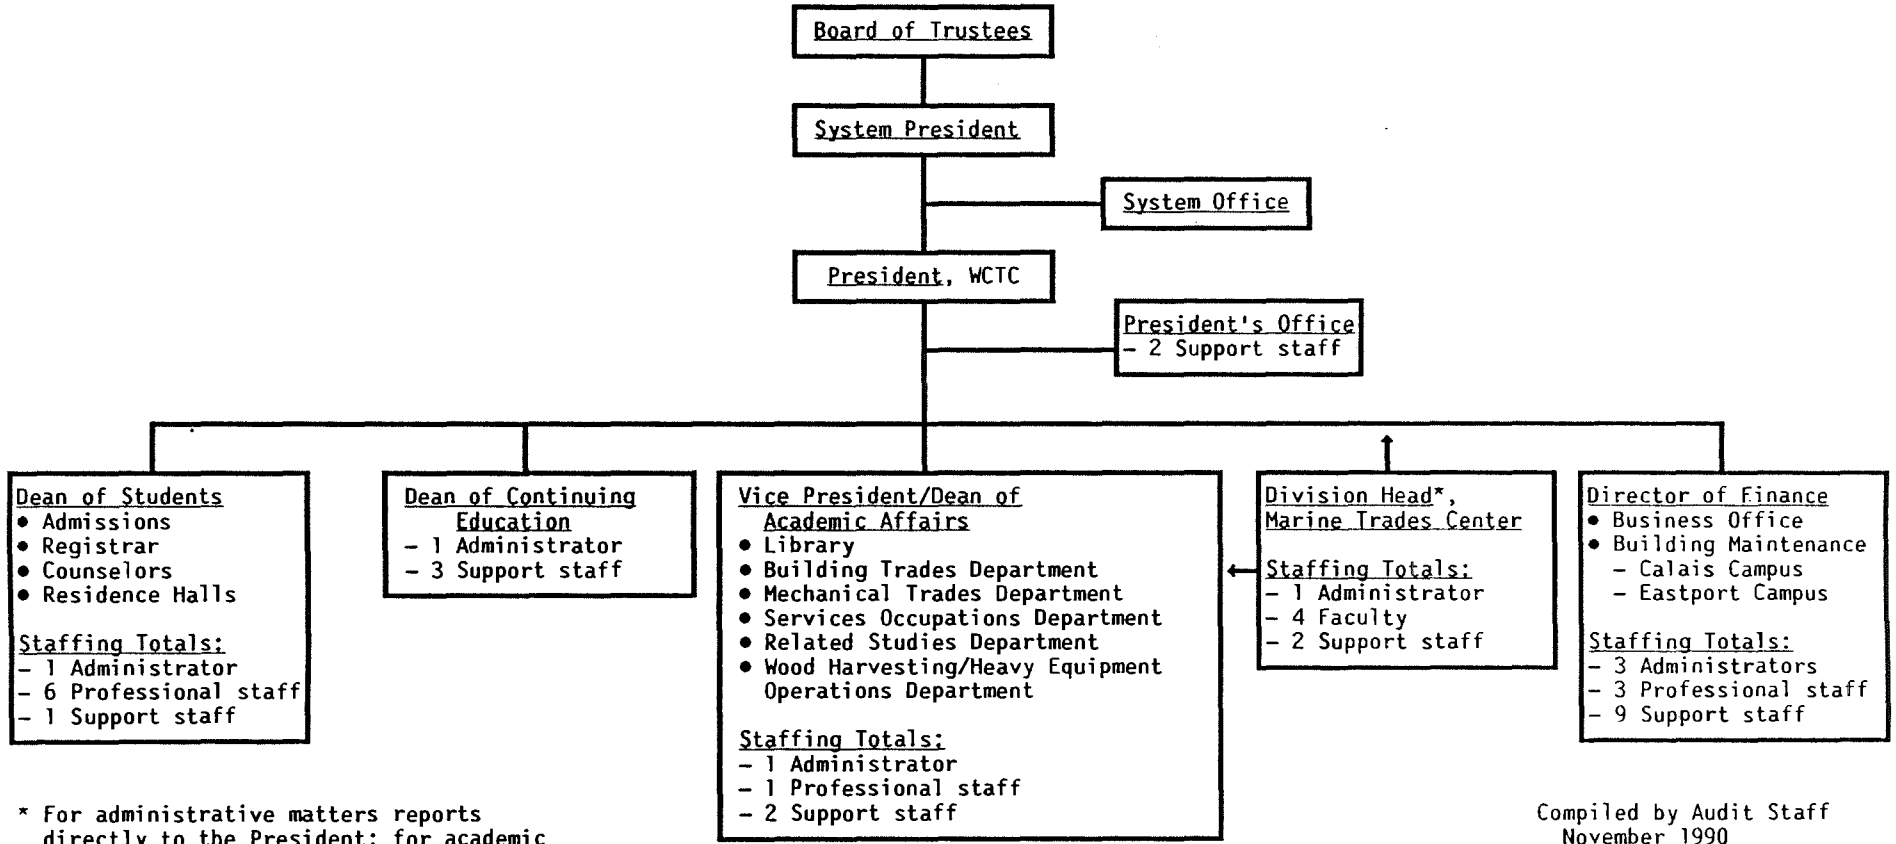 Board of Trustees
System President
System Office
President, WCTC
President's Office
– 2 Support staff
Dean of Students
● Admissions
● Registrar
● Counselors
● Residence Halls
Staffing Totals:
– 1 Administrator
– 6 Professional staff
– 1 Support staff
Dean of Continuing
Education
– 1 Administrator
– 3 Support staff
Vice President/Dean of
Academic Affairs
● Library
● Building Trades Department
● Mechanical Trades Department
● Services Occupations Department
● Related Studies Department
● Wood Harvesting/Heavy Equipment
Operations Department
Staffing Totals:
– 1 Administrator
– 1 Professional staff
– 2 Support staff
Division Head*,
Marine Trades Center
Staffing Totals:
– 1 Administrator
– 4 Faculty
– 2 Support staff
Director of Finance
● Business Office
● Building Maintenance
– Calais Campus
– Eastport Campus
Staffing Totals:
– 3 Administrators
– 3 Professional staff
– 9 Support staff
* For administrative matters reports
directly to the President; for academic
Compiled by Audit Staff
November 1990